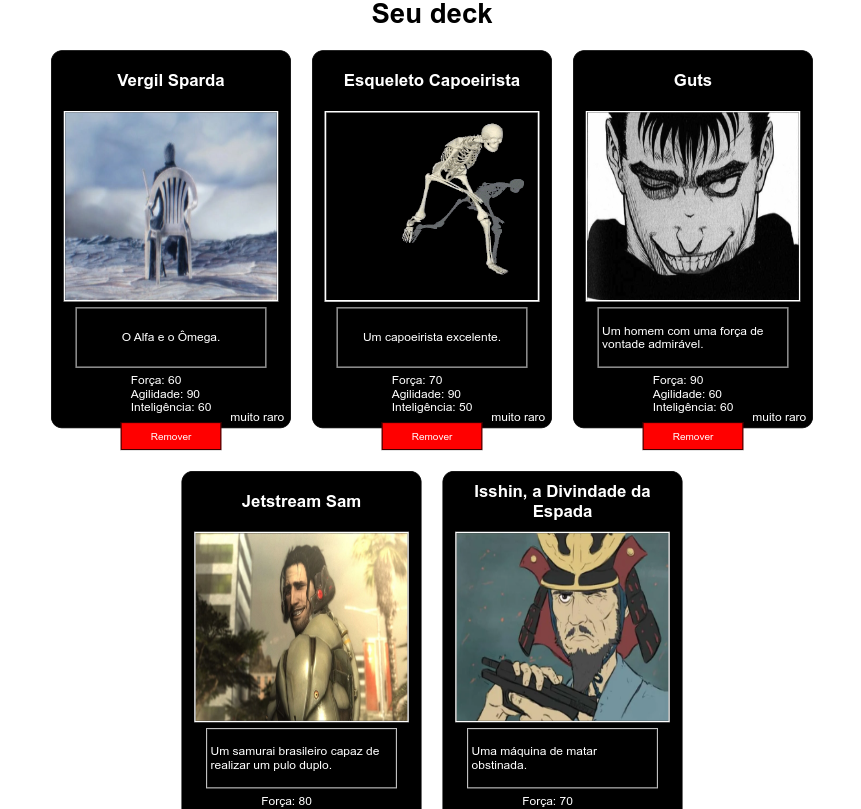 Seu deck
Vergil Sparda
O Alfa e o Ômega.
Força: 60
Agilidade: 90
Inteligência: 60
muito raro
Remover
Esqueleto Capoeirista
Um capoeirista excelente.
Força: 70
Agilidade: 90
Inteligência: 50
muito raro
Remover
Guts
Um homem com uma força de
vontade admirável.
Força: 90
Agilidade: 60
Inteligência: 60
muito raro
Remover
Jetstream Sam
Um samurai brasileiro capaz de
realizar um pulo duplo.
Força: 80
Isshin, a Divindade da
Espada
Uma máquina de matar
obstinada.
Força: 70